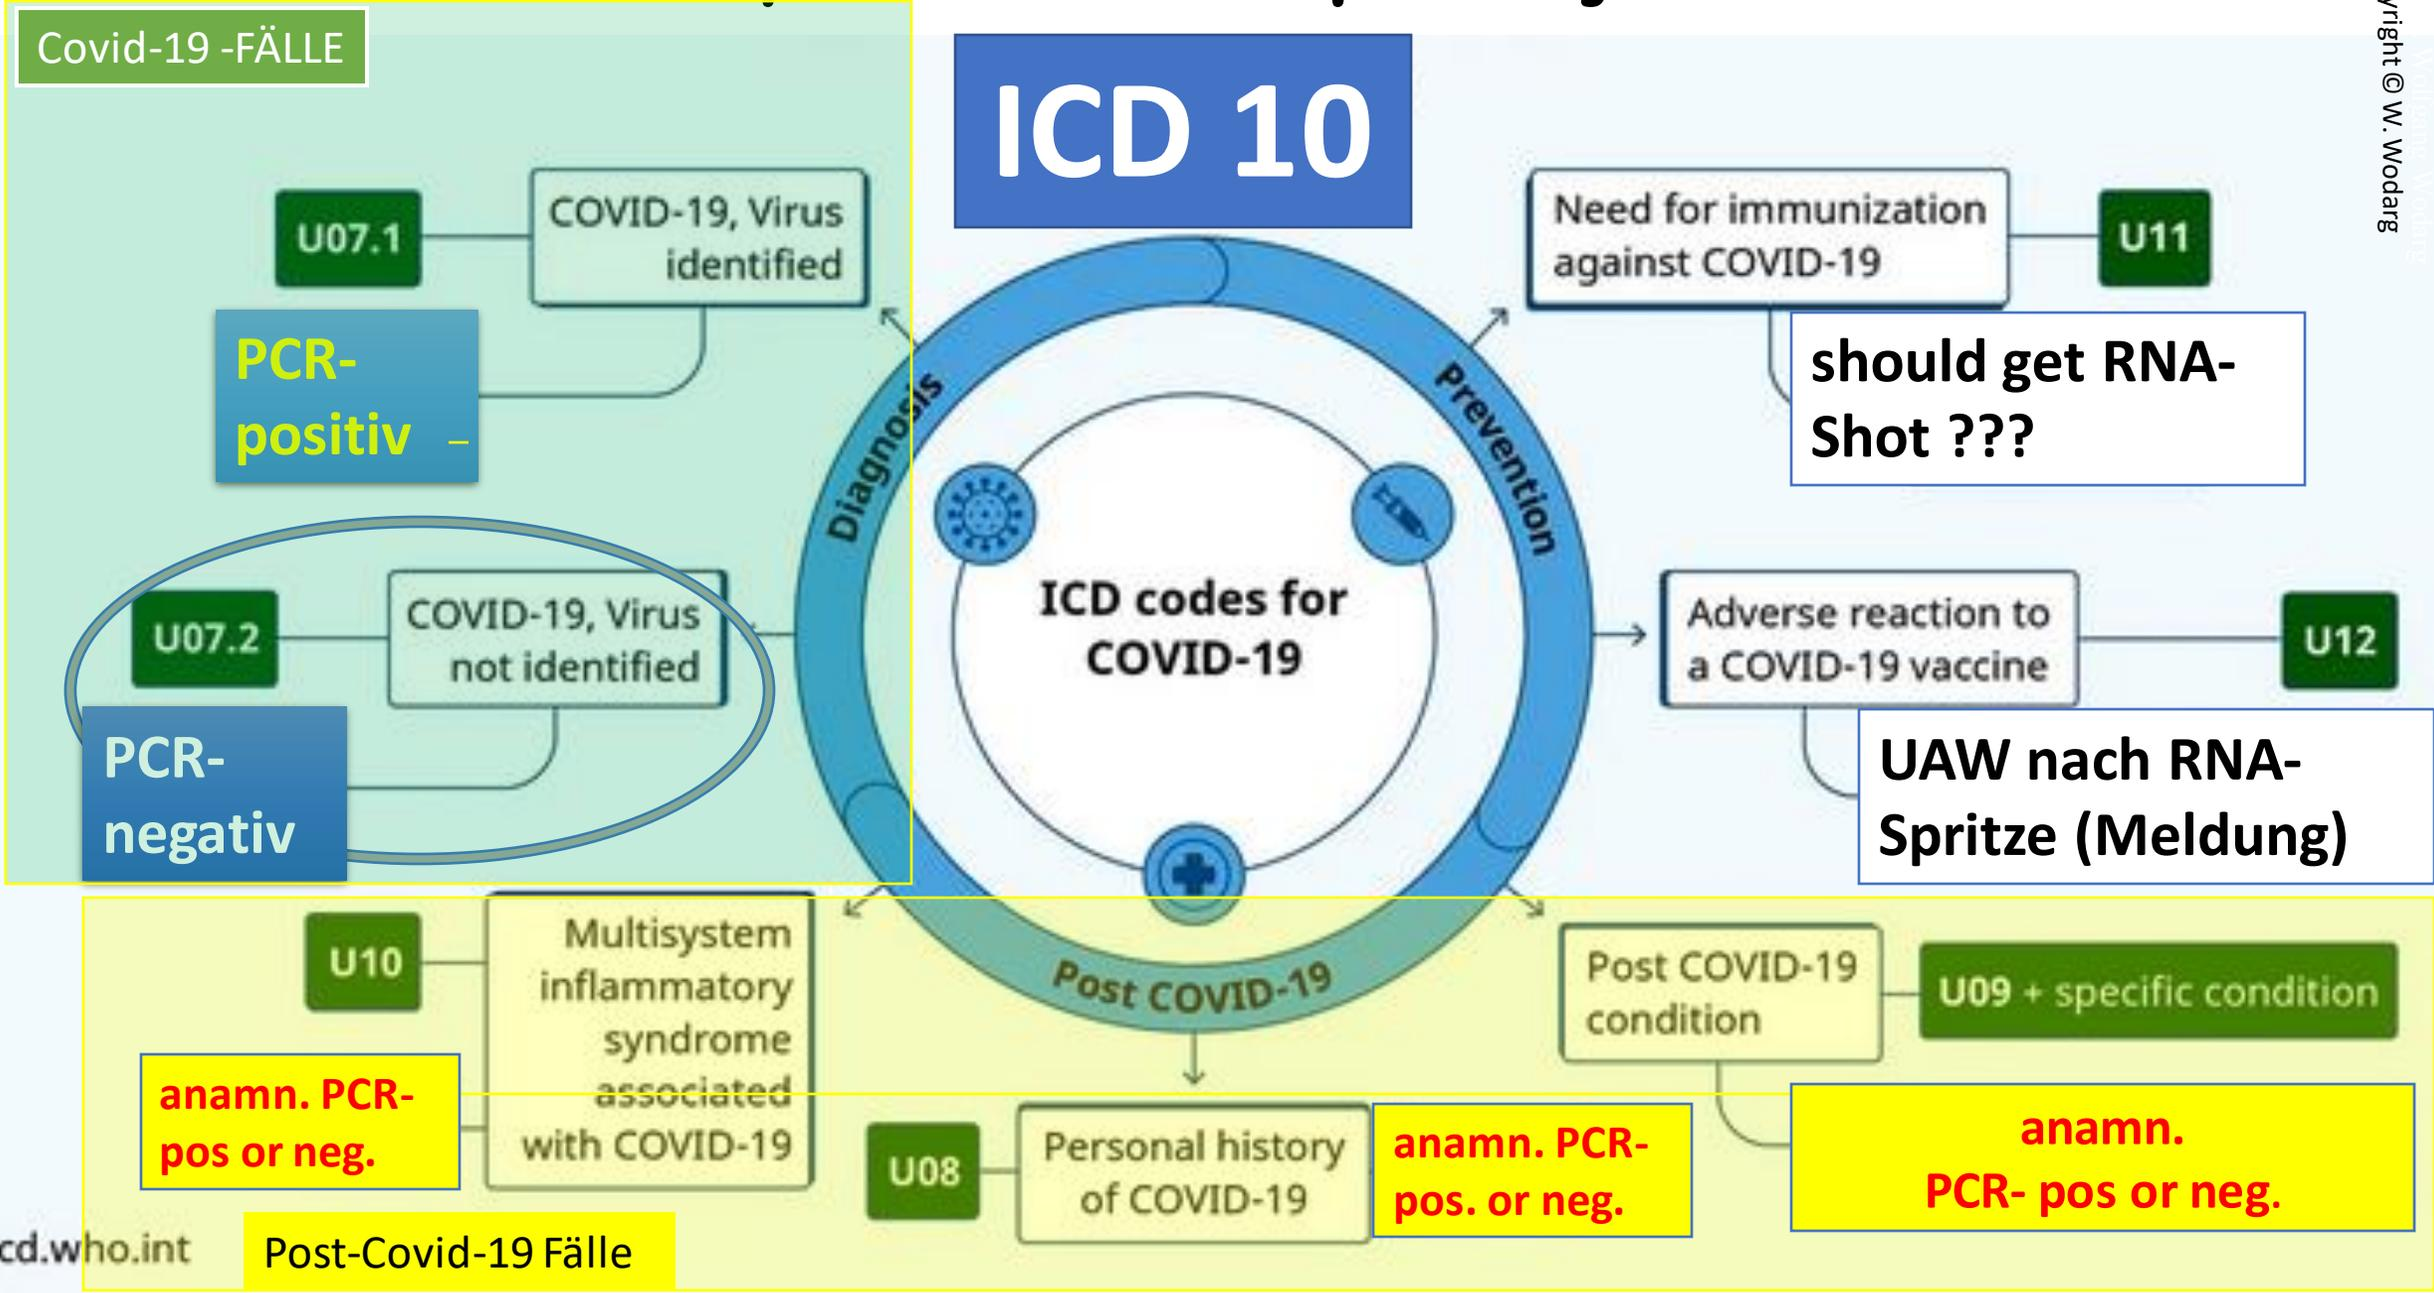 Covid-19 -FÄLLE
ICD 10
yright © W. Wodarg
U07.1
COVID-19, Virus
identified
PCR-
positiv –
Need for immunization
against COVID-19
U11
should get RNA-
Shot ???
Diagnosis
Prevention
ICD codes for
COVID-19
U07.2
COVID-19, Virus
not identified
PCR-
negativ
Adverse reaction to
a COVID-19 vaccine
U12
UAW nach RNA-
Spritze (Meldung)
Post COVID-19
U10
Multisystem
inflammatory
syndrome
associated
with COVID-19
anamn. PCR-
pos or neg.
U08
Personal history
of COVID-19
anamn. PCR-
pos. or neg.
Post COVID-19
condition
U09 + specific condition
anamn.
PCR- pos or neg.
cd.who.int
Post-Covid-19 Fälle